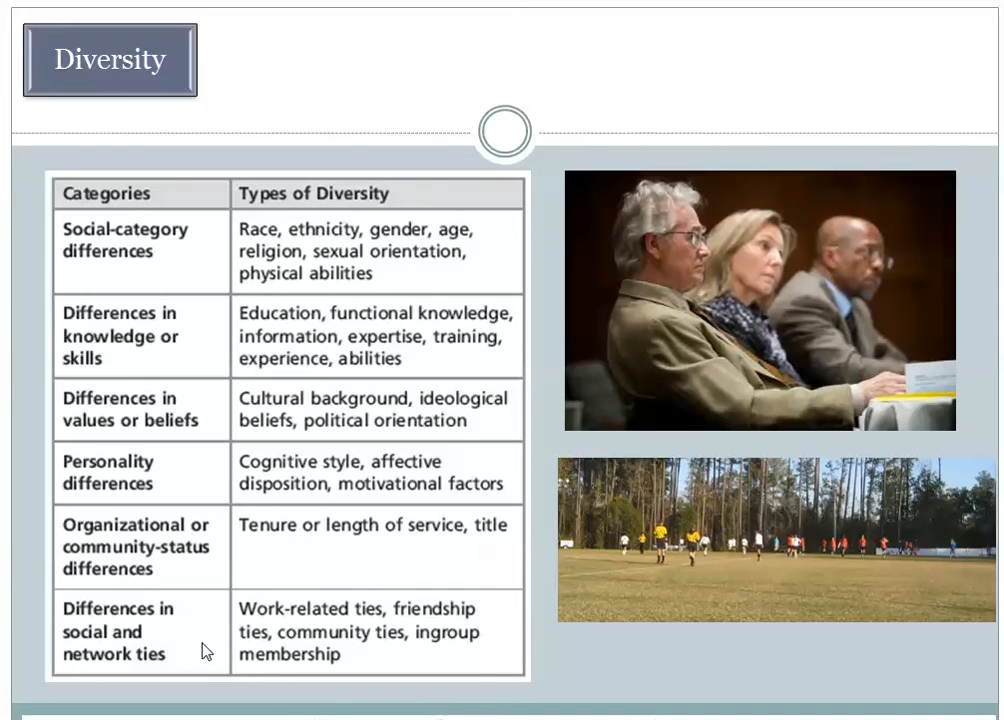 Diversity
Categories
Types of Diversity
Social-category
differences
Race, ethnicity, gender, age,
religion, sexual orientation,
physical abilities
Differences in
knowledge or
skills
Education, functional knowledge,
information, expertise, training,
experience, abilities
Differences in
values or beliefs
Cultural background, ideological
beliefs, political orientation
Personality
differences
Cognitive style, affective
disposition, motivational factors
Organizational or
community-status
differences
Tenure or length of service, title
Differences in
social and
network ties
Work-related ties, friendship
ties, community ties, ingroup
membership